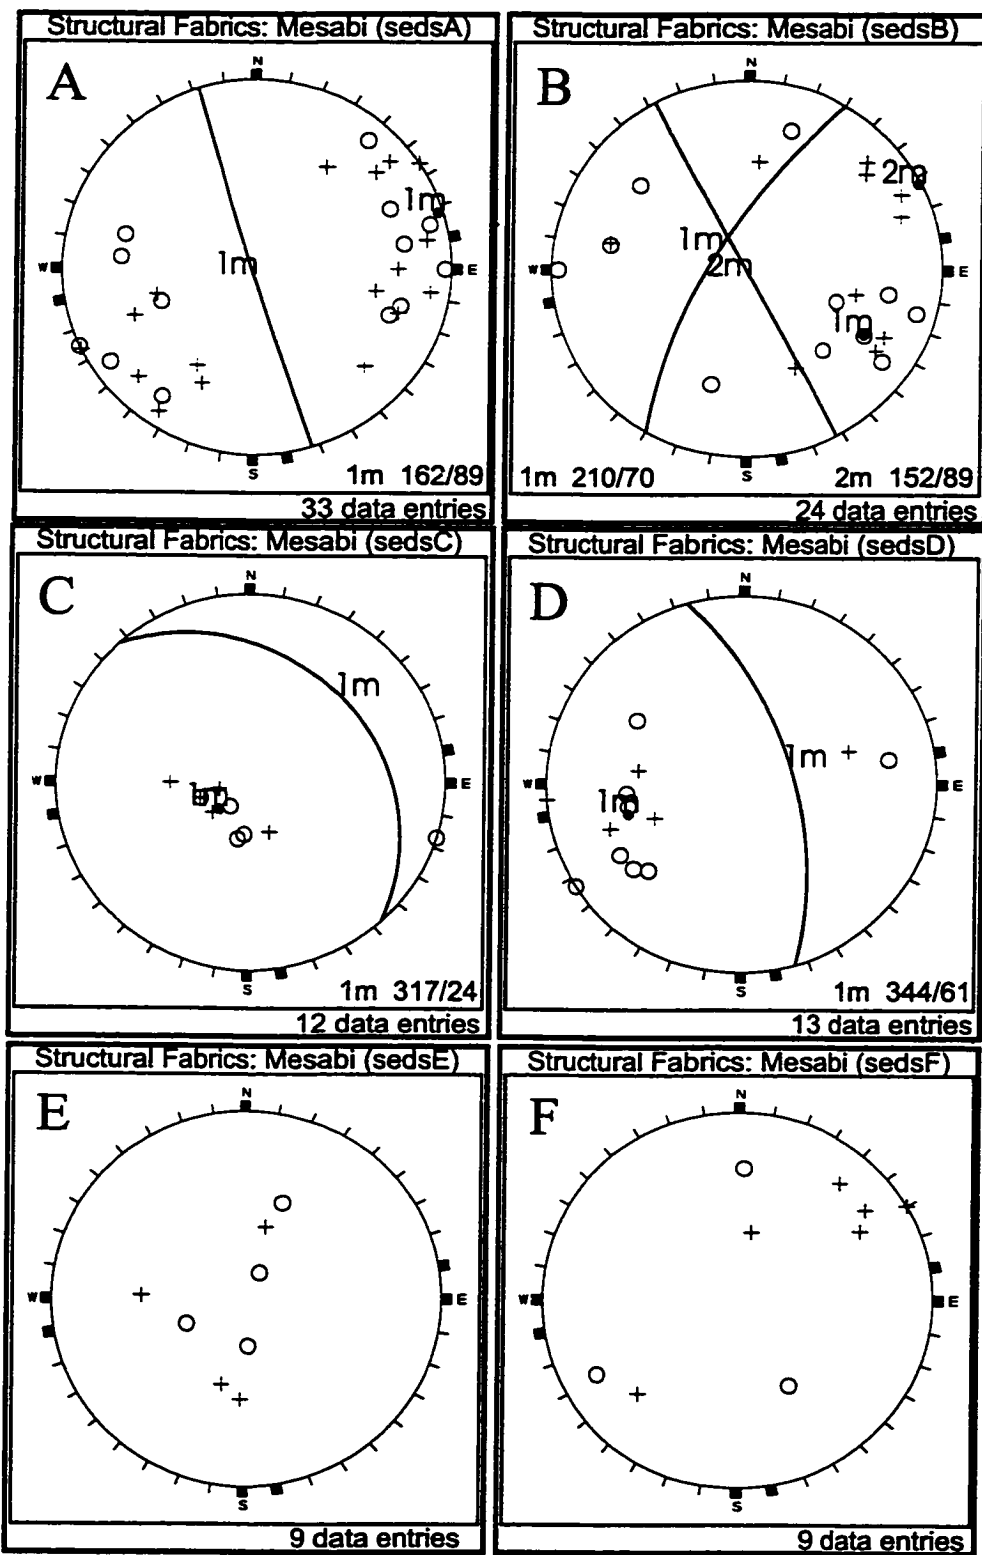 Structural Fabrics: Mesabi (sedsA)
A
N
1m
1m
W
E
S
1m 162/89
33 data entries
Structural Fabrics: Mesabi (sedsB)
B
N
2m
1m
2m
W
E
1m
S
1m 210/70
2m 152/89
24 data entries
Structural Fabrics: Mesabi (sedsC)
C
N
1m
W
E
1m
S
1m 317/24
12 data entries
Structural Fabrics: Mesabi (sedsD)
D
N
1m
W
E
1m
S
1m 344/61
13 data entries
Structural Fabrics: Mesabi (sedsE)
E
N
W
E
S
9 data entries
Structural Fabrics: Mesabi (sedsF)
F
N
W
E
S
9 data entries